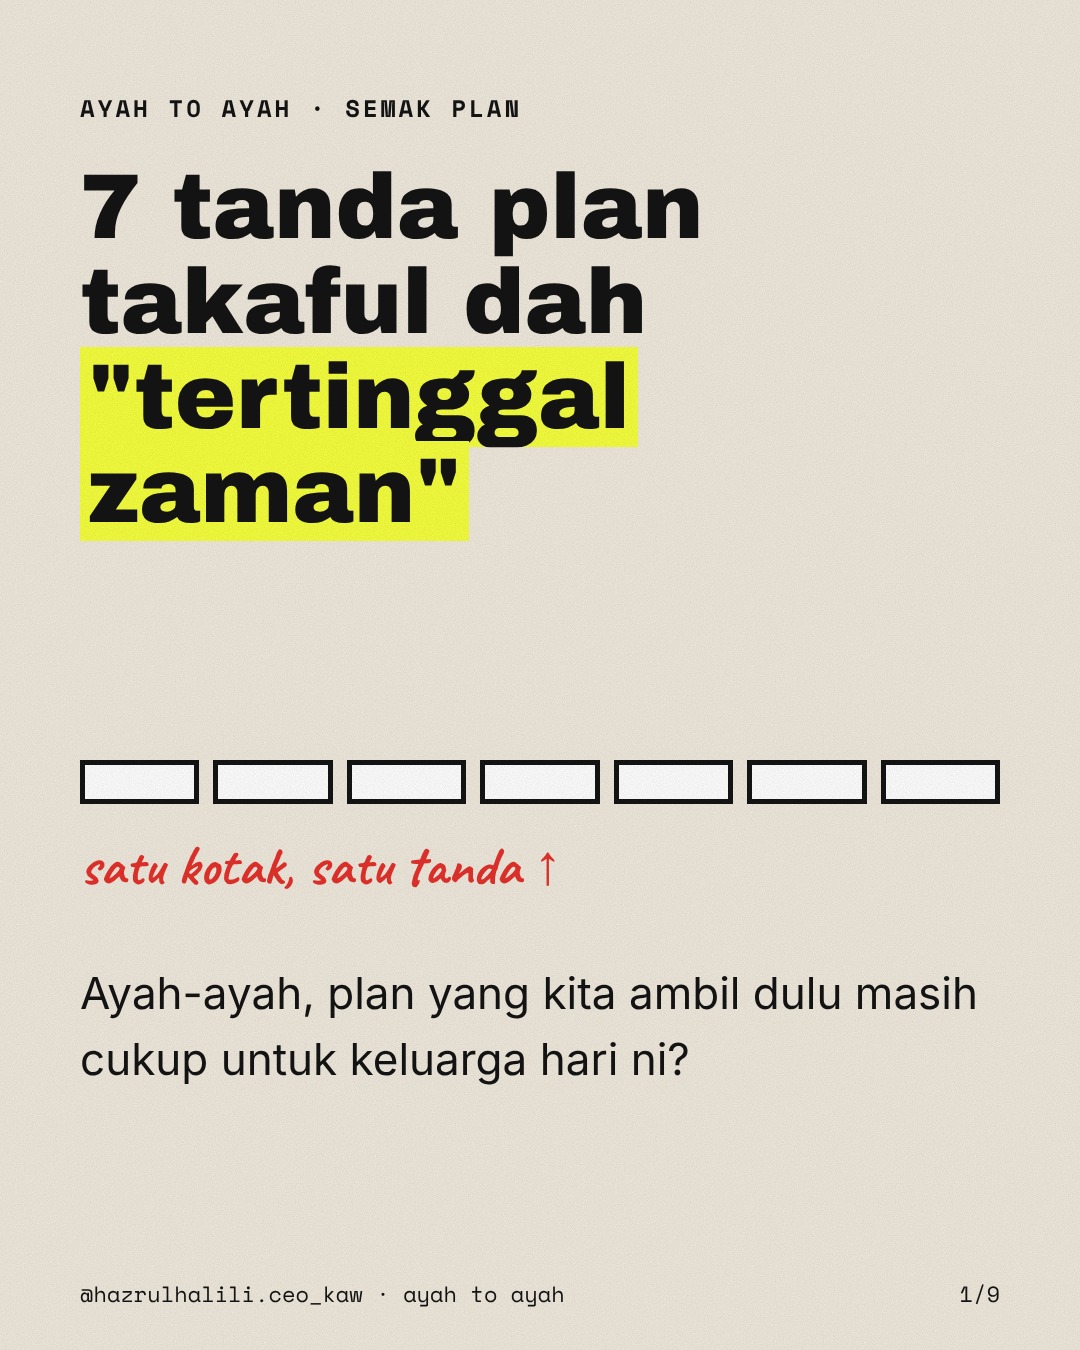 AYAH TO AYAH · SEMAK PLAN
7 tanda plan
takaful dah
"tertinggal
zaman"
satu kotak, satu tanda ↑
Ayah-ayah, plan yang kita ambil dulu masih
cukup untuk keluarga hari ni?
@hazrulhalili.ceo_kaw · ayah to ayah
1/9